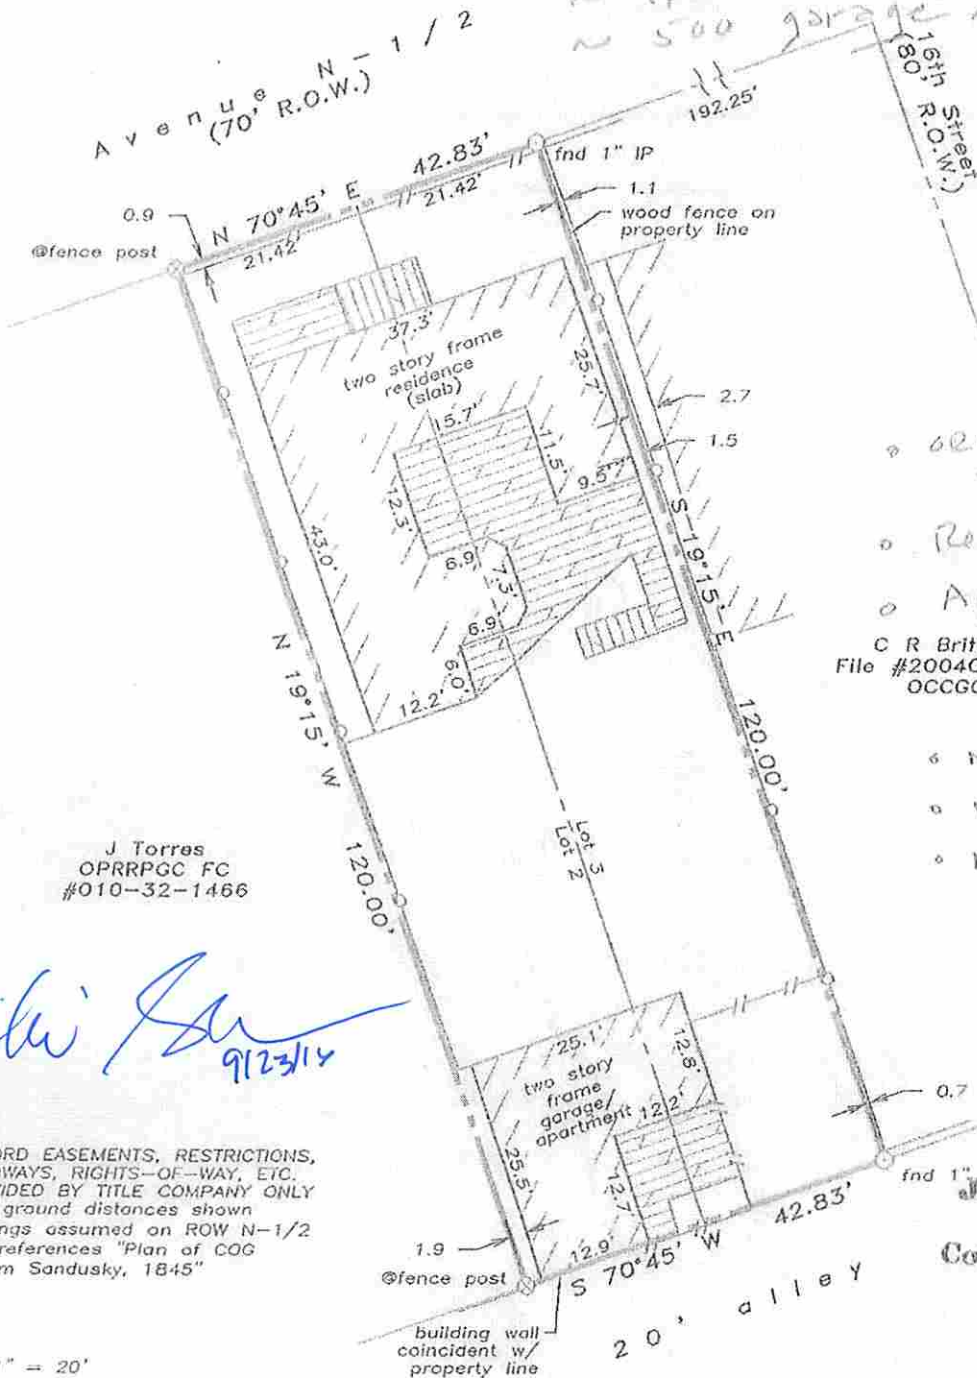 ~ 500 garage
Avenue N-1/2
(70' R.O.W.)
16th Street
(80' R.O.W.)
192.25'
42.83'
fnd 1" IP
N 70°45' E
21.42'
21.42'
0.9
@fence post
1.1
wood fence on
property line
37.3'
two story frame
residence
(slab)
25.7'
2.7
15.7'
11.5'
1.5
9.5'
12.3'
43.0'
6.9'
7.3'
6.9'
6.0'
12.2'
S 19°15' E
120.00'
N 19°15' W
120.00'
C R Brit
File #2004
Lot 3
Lot 2
J Torres
OPRRPGC FC
#010-32-1466
9/23/14
25.1'
two story
frame
garage/
apartment
12.8'
12.2'
25.5'
12.7'
12.9'
0.7
fnd 1"
42.83'
S 70°45' W
1.9
@fence post
20' alley
building wall
coincident w/
property line
RD EASEMENTS, RESTRICTIONS,
WAYS, RIGHTS-OF-WAY, ETC.
IDED BY TITLE COMPANY ONLY
ground distances shown
ngs assumed on ROW N-1/2
references "Plan of COG
m Sandusky, 1845"
Co
" = 20'